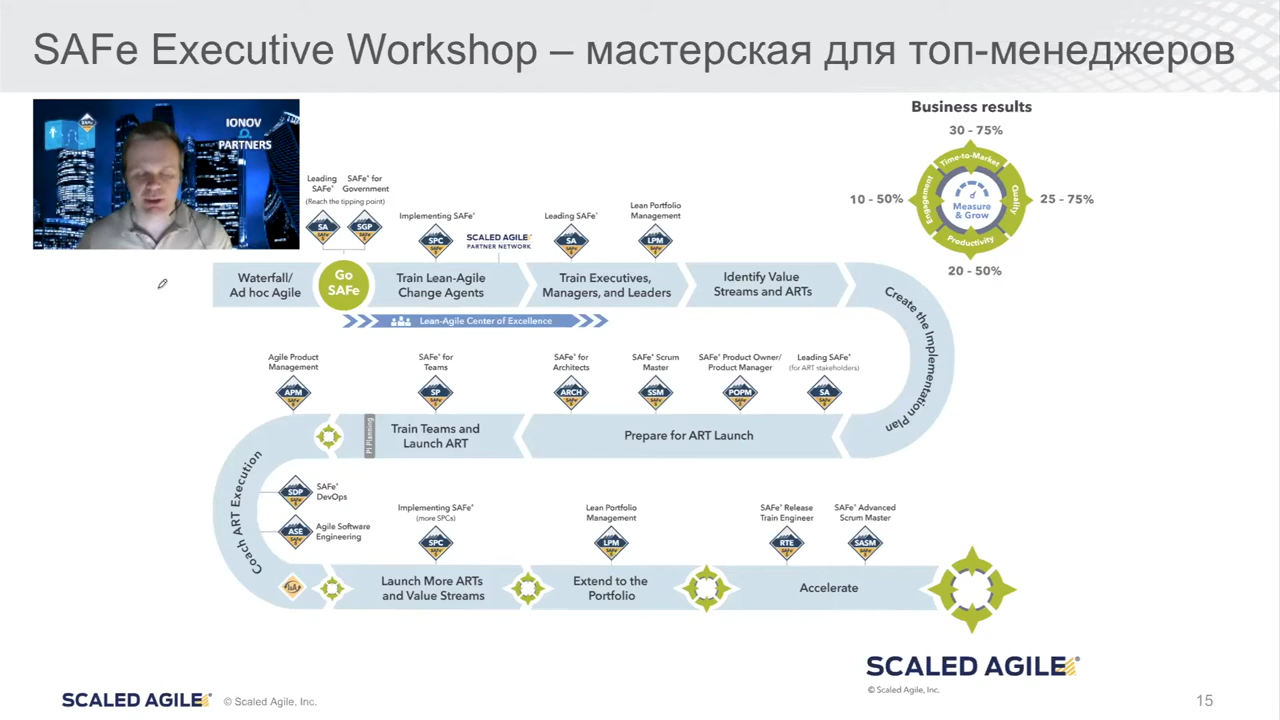 SAFe Executive Workshop – мастерская для топ-менеджеров
IONOV
PARTNERS
Business results
30 - 75%
Time-to-Market
10 - 50%
Engagement
Measure
& Grow
Quality
25 - 75%
Productivity
20 - 50%
Leading
SAFe®
SAFe® for
Government
(Reach the tipping point)
SA
SGP
Implementing SAFe®
SPC
SCALED AGILE®
PARTNER NETWORK
Leading SAFe®
SA
Lean Portfolio
Management
LPM
Waterfall/
Ad hoc Agile
Go
SAFe
Train Lean-Agile
Change Agents
Train Executives,
Managers, and Leaders
Identify Value
Streams and ARTs
Create the Implementation Plan
Lean-Agile Center of Excellence
Agile Product
Management
APM
SAFe® for
Teams
SP
SAFe® for
Architects
ARCH
SAFe® Scrum
Master
SSM
SAFe® Product Owner/
Product Manager
POPM
Leading SAFe®
(for ART stakeholders)
SA
PI Planning
Train Teams and
Launch ART
Prepare for ART Launch
Coach ART Execution
SDP
SAFe®
DevOps
ASE
Agile Software
Engineering
I&A
Implementing SAFe®
(more SPCs)
SPC
Lean Portfolio
Management
LPM
SAFe® Release
Train Engineer
RTE
SAFe® Advanced
Scrum Master
SASM
Launch More ARTs
and Value Streams
Extend to the
Portfolio
Accelerate
SCALED AGILE®
© Scaled Agile, Inc.
SCALED AGILE®
© Scaled Agile, Inc.
15